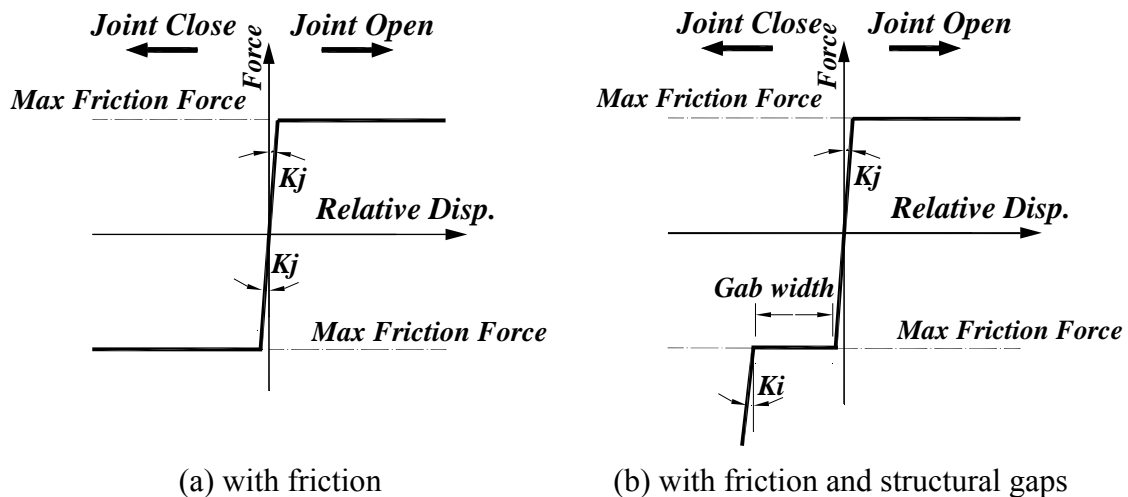 Joint Close
Joint Open
Force
Max Friction Force
Kj
Relative Disp.
Kj
Max Friction Force
(a) with friction
Joint Close
Joint Open
Force
Max Friction Force
Kj
Relative Disp.
Gab width
Max Friction Force
Ki
(b) with friction and structural gaps